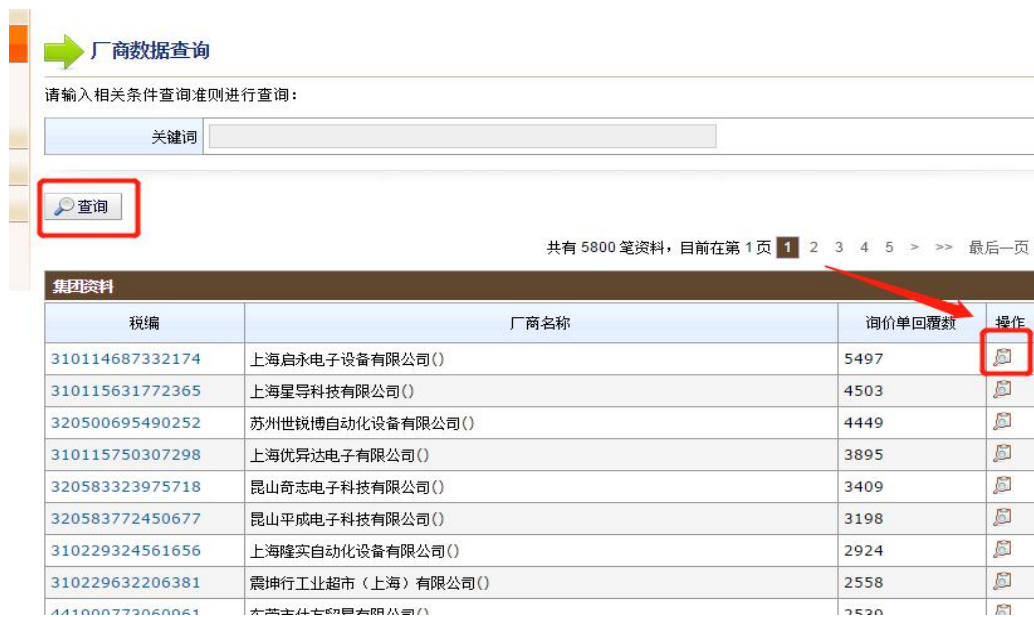 厂商数据查询
请输入相关条件查询准则进行查询：
关键词
查询
共有 5800 笔资料，目前在第 1 页 1 2 3 4 5 > >> 最后一页
集团资料
税编 厂商名称 询价单回覆数 操作
310114687332174 上海启永电子设备有限公司() 5497
310115631772365 上海星导科技有限公司() 4503
320500695490252 苏州世锐博自动化设备有限公司() 4449
310115750307298 上海优异达电子有限公司() 3895
320583323975718 昆山奇志电子科技有限公司() 3409
320583772450677 昆山平成电子科技有限公司() 3198
310229324561656 上海隆实自动化设备有限公司() 2924
310229632206381 震坤行工业超市（上海）有限公司() 2558
441900773060961 2539